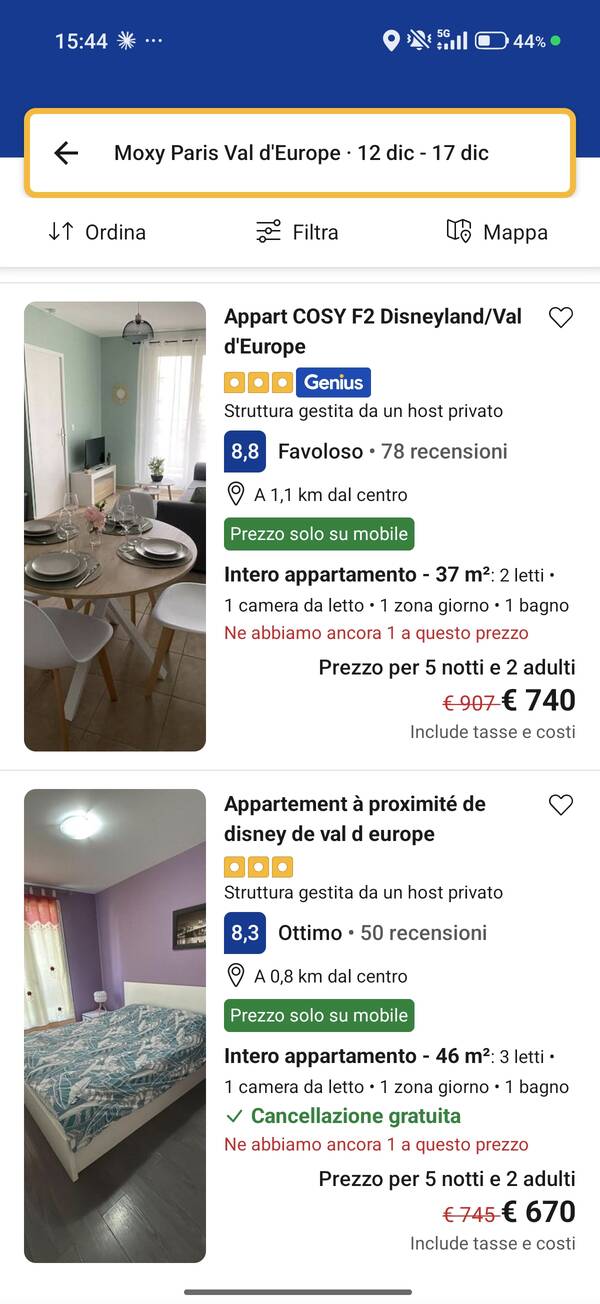 15:44
5G 44%
Moxy Paris Val d'Europe · 12 dic - 17 dic
Ordina Filtra Mappa
Appart COSY F2 Disneyland/Val
d'Europe
Genius
Struttura gestita da un host privato
8,8 Favoloso • 78 recensioni
A 1,1 km dal centro
Prezzo solo su mobile
Intero appartamento - 37 m²: 2 letti •
1 camera da letto • 1 zona giorno • 1 bagno
Ne abbiamo ancora 1 a questo prezzo
Prezzo per 5 notti e 2 adulti
€ 907 € 740
Include tasse e costi
Appartement à proximité de
disney de val d europe
Struttura gestita da un host privato
8,3 Ottimo • 50 recensioni
A 0,8 km dal centro
Prezzo solo su mobile
Intero appartamento - 46 m²: 3 letti •
1 camera da letto • 1 zona giorno • 1 bagno
Cancellazione gratuita
Ne abbiamo ancora 1 a questo prezzo
Prezzo per 5 notti e 2 adulti
€ 745 € 670
Include tasse e costi